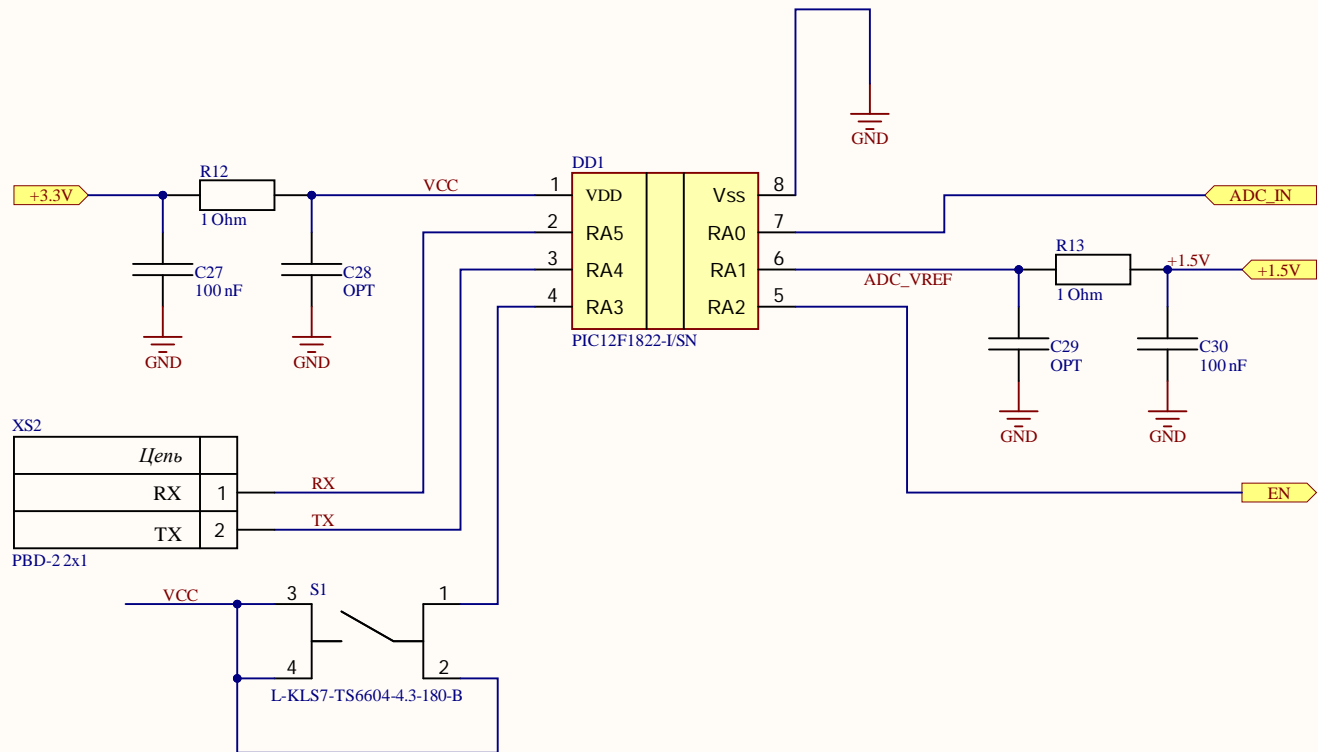 GND
DD1
R12
+3.3V
VCC
1
VDD
Vss
8
ADC_IN
1 Ohm
2
RA5
RA0
7
R13
3
RA4
RA1
6
ADC_VREF
+1.5V
+1.5V
C27
100 nF
C28
OPT
1 Ohm
4
RA3
RA2
5
PIC12F1822-I/SN
C29
OPT
C30
100 nF
GND
GND
GND
GND
XS2
Цепь
RX
1
RX
EN
TX
2
TX
PBD-2 2x1
VCC
3
S1
1
4
2
L-KLS7-TS6604-4.3-180-B